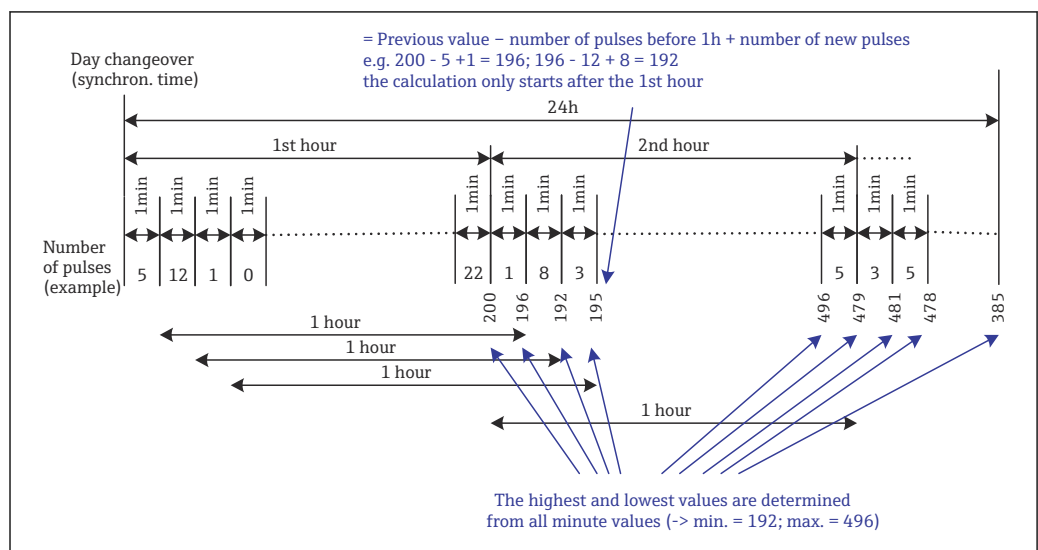 = Previous value – number of pulses before 1h + number of new pulses
e.g. 200 - 5 +1 = 196; 196 - 12 + 8 = 192
the calculation only starts after the 1st hour
Day changeover
(synchron. time)
24h
1st hour
2nd hour
1min 1min 1min 1min 1min 1min 1min 1min 1min 1min 1min
Number
of pulses
(example)
5 12 1 0 22 1 8 3 5 3 5
200 196 192 195 496 479 481 478 385
1 hour
1 hour
1 hour
1 hour
The highest and lowest values are determined
from all minute values (-> min. = 192; max. = 496)